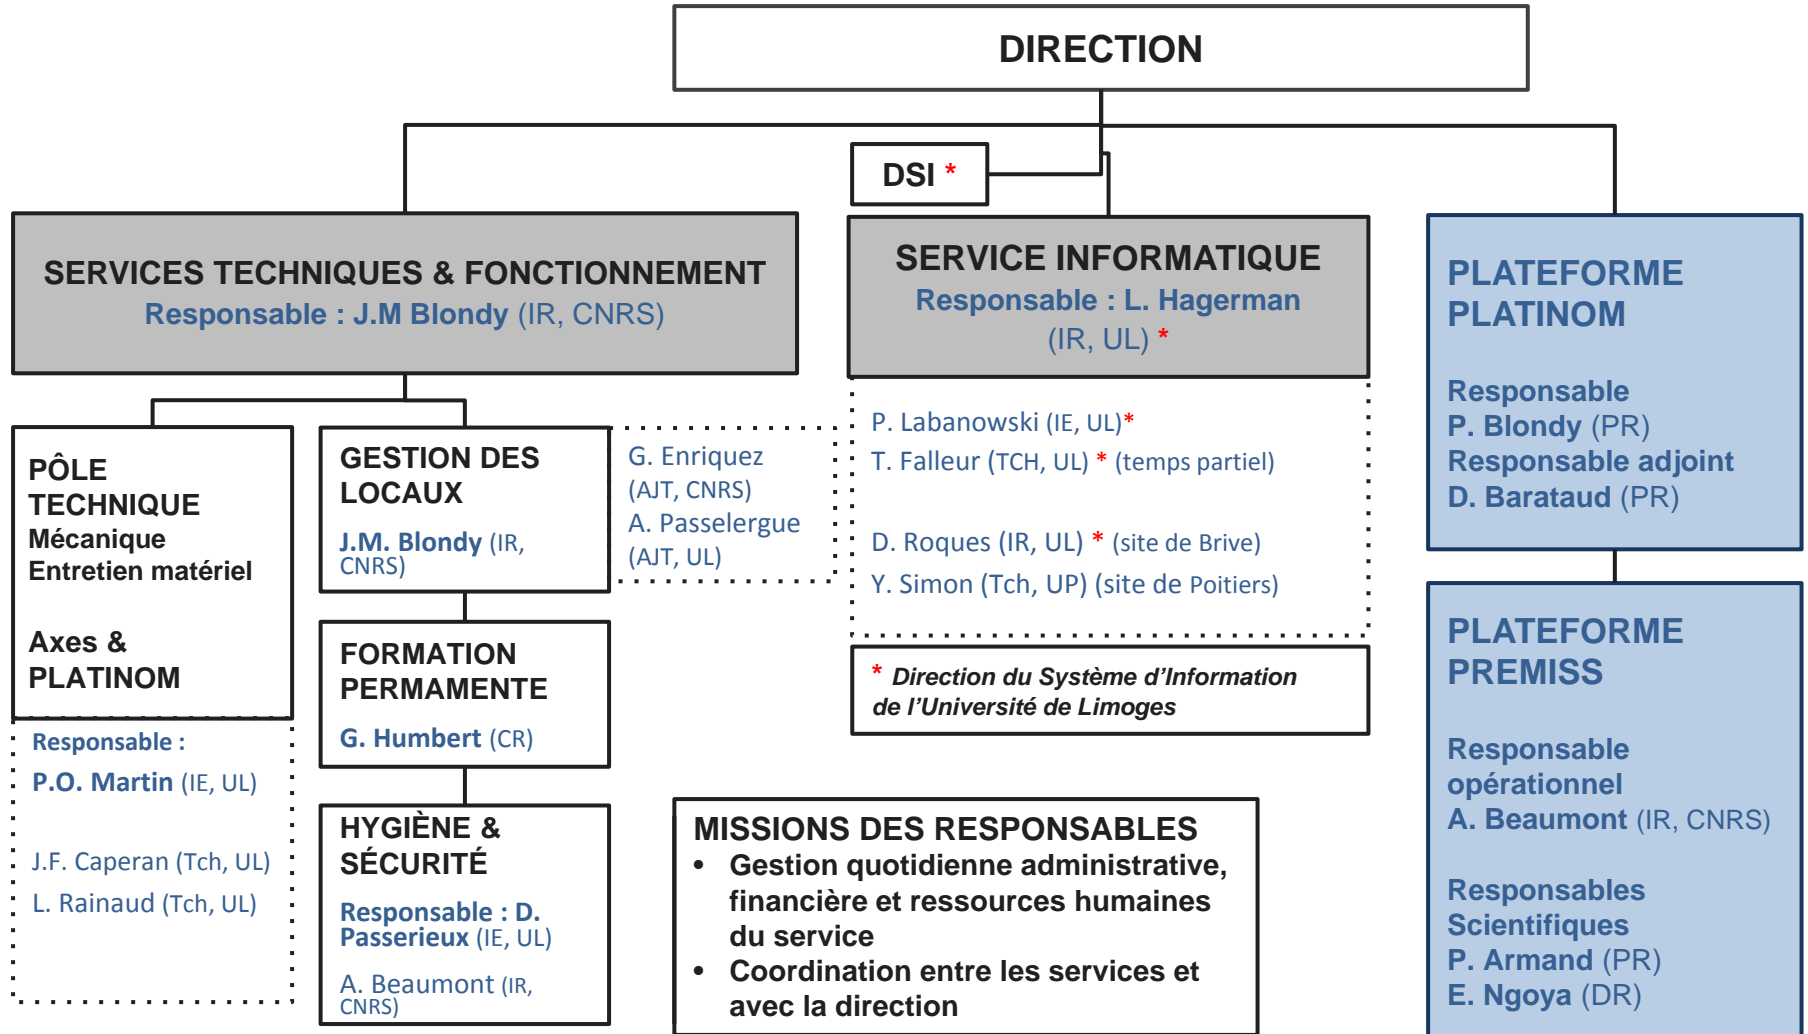 DIRECTION
DSI *
SERVICES TECHNIQUES & FONCTIONNEMENT
Responsable : J.M Blondy (IR, CNRS)
SERVICE INFORMATIQUE
Responsable : L. Hagerman
(IR, UL) *
PLATEFORME
PLATINOM
Responsable
P. Blondy (PR)
Responsable adjoint
D. Barataud (PR)
PÔLE
TECHNIQUE
Mécanique
Entretien matériel
Axes &
PLATINOM
Responsable :
P.O. Martin (IE, UL)
J.F. Caperan (Tch, UL)
L. Rainaud (Tch, UL)
GESTION DES
LOCAUX
J.M. Blondy (IR,
CNRS)
G. Enriquez
(AJT, CNRS)
A. Passelergue
(AJT, UL)
FORMATION
PERMAMENTE
G. Humbert (CR)
HYGIÈNE &
SÉCURITÉ
Responsable : D.
Passerieux (IE, UL)
A. Beaumont (IR,
CNRS)
P. Labanowski (IE, UL)*
T. Falleur (TCH, UL) * (temps partiel)
D. Roques (IR, UL) * (site de Brive)
Y. Simon (Tch, UP) (site de Poitiers)
* Direction du Système d’Information
de l’Université de Limoges
MISSIONS DES RESPONSABLES
• Gestion quotidienne administrative,
financière et ressources humaines
du service
• Coordination entre les services et
avec la direction
PLATEFORME
PREMISS
Responsable
opérationnel
A. Beaumont (IR, CNRS)
Responsables
Scientifiques
P. Armand (PR)
E. Ngoya (DR)